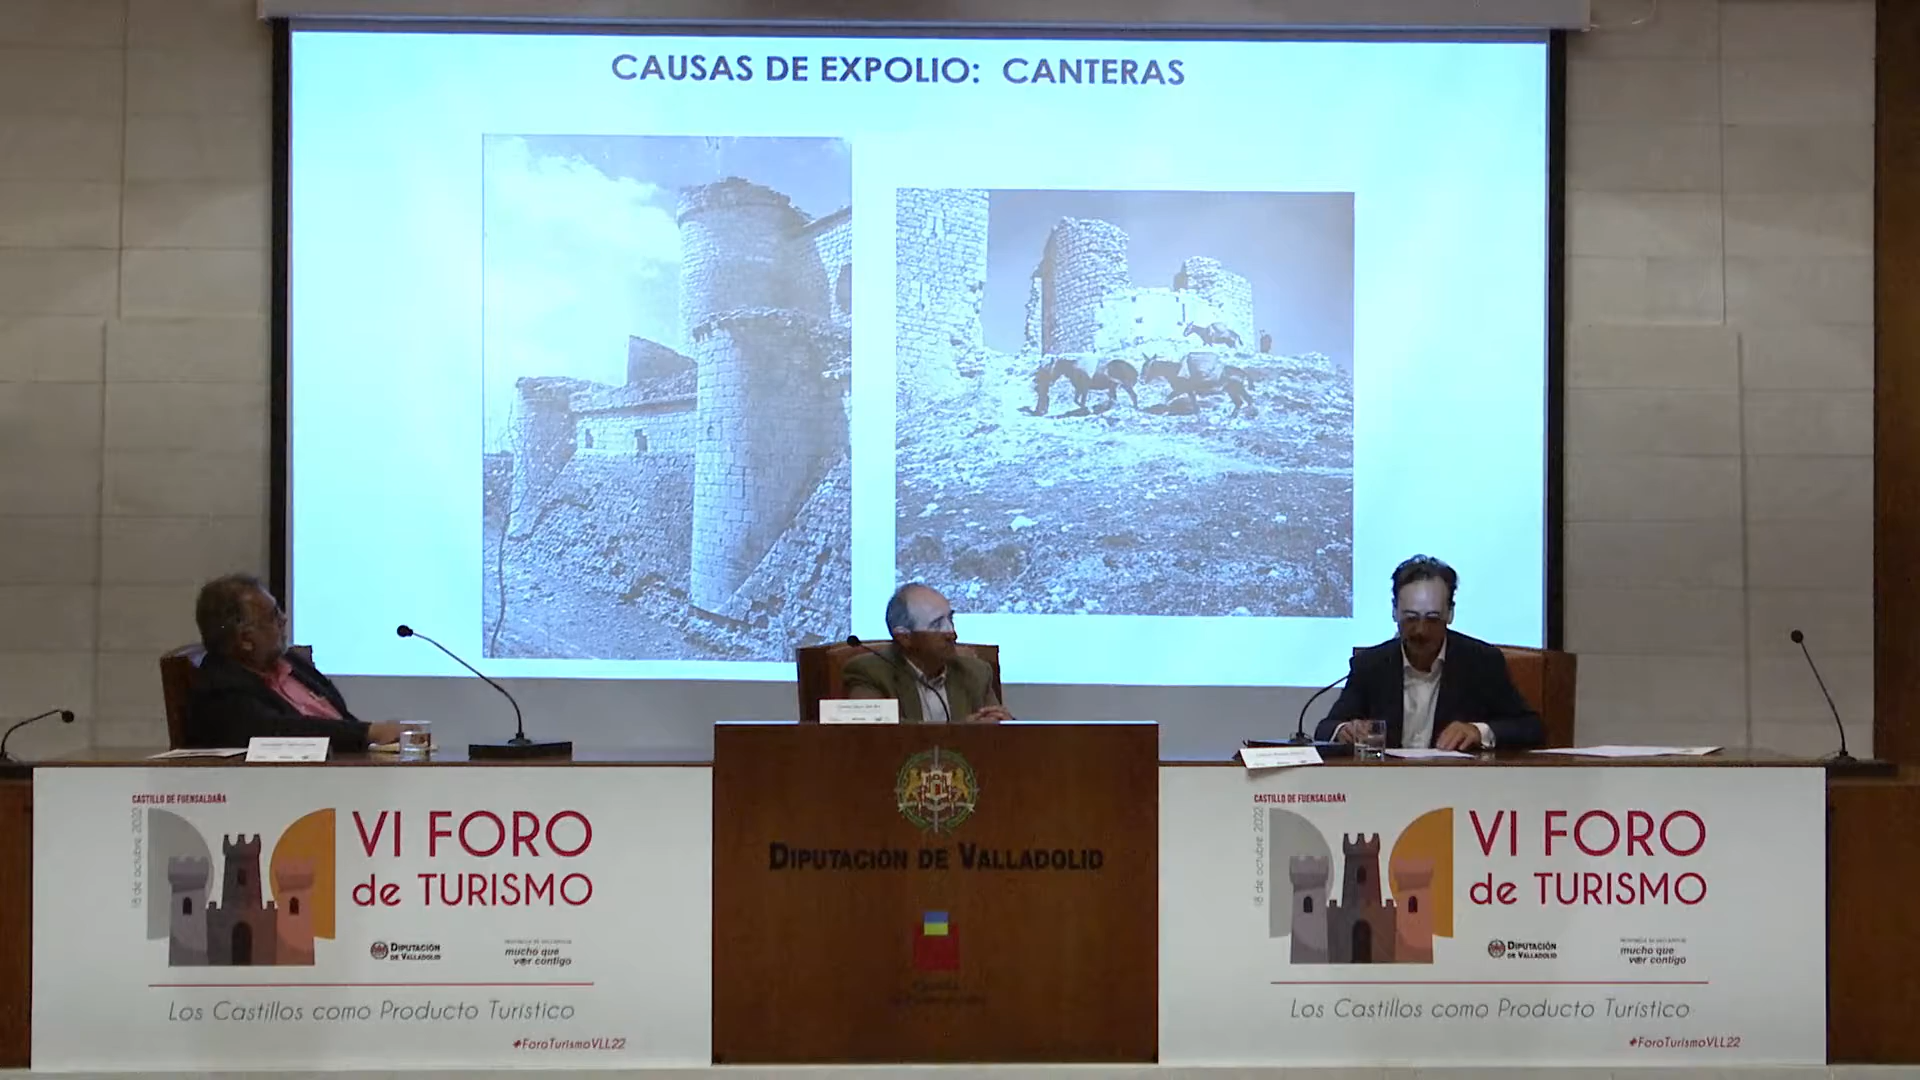 CAUSAS DE EXPOLIO: CANTERAS
CASTILLO DE FUENSALDAÑA
18 de octubre 2022
VI FORO
de TURISMO
DIPUTACIÓN
DE VALLADOLID
mucho que
ver contigo
Los Castillos como Producto Turístico
#ForoTurismoVLL22
DIPUTACIÓN DE VALLADOLID
CASTILLO DE FUENSALDAÑA
18 de octubre 2022
VI FORO
de TURISMO
DIPUTACIÓN
DE VALLADOLID
mucho que
ver contigo
Los Castillos como Producto Turístico
#ForoTurismoVLL22